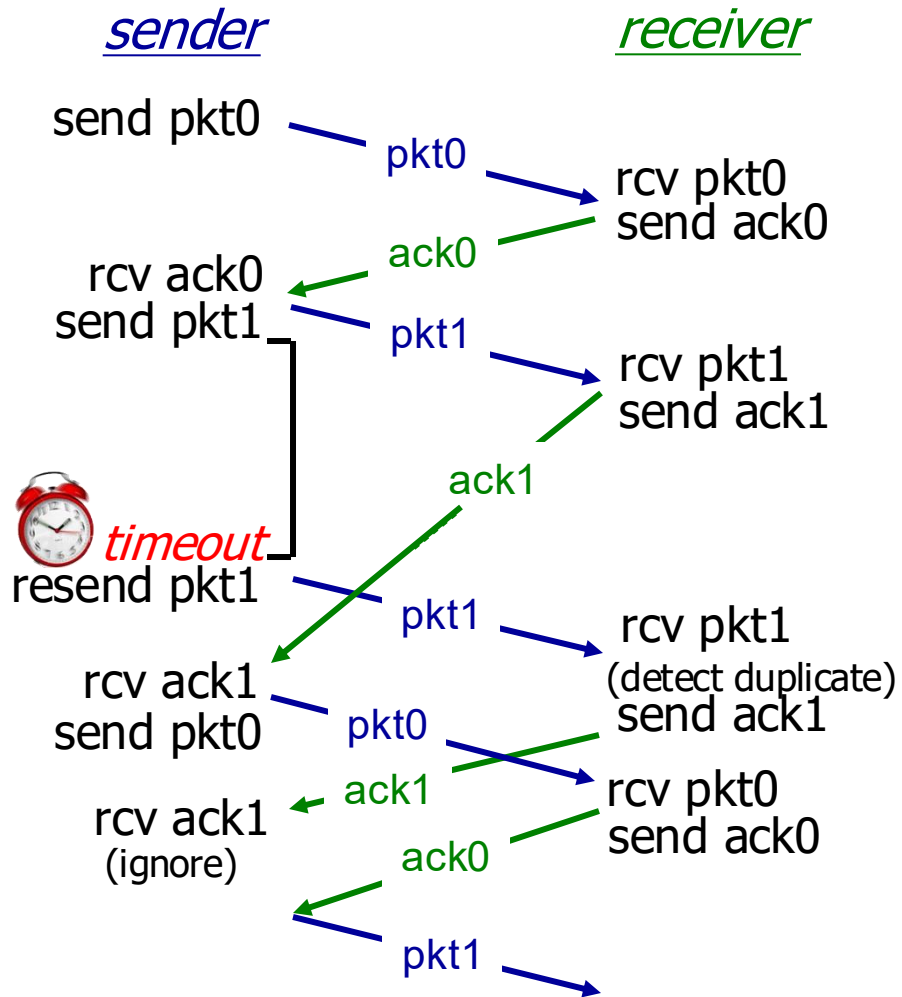 sender
receiver
send pkt0
pkt0
rcv pkt0
send ack0
ack0
rcv ack0
send pkt1
pkt1
rcv pkt1
send ack1
ack1
timeout
resend pkt1
pkt1
rcv pkt1
(detect duplicate)
send ack1
rcv ack1
send pkt0
pkt0
ack1
rcv pkt0
send ack0
rcv ack1
(ignore)
ack0
pkt1